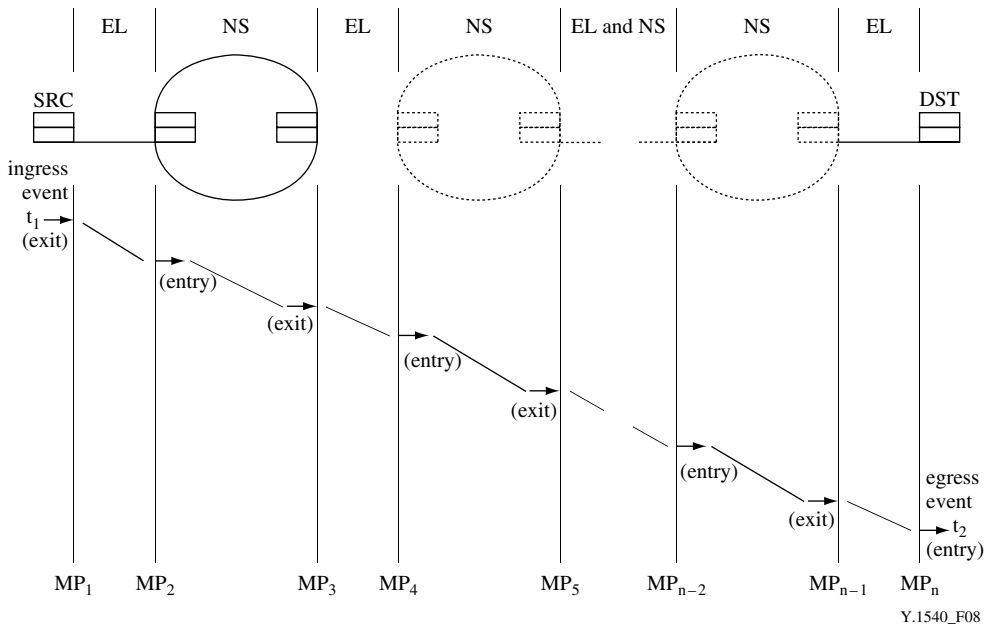 EL NS EL NS EL and NS NS EL
SRC DST
ingress
event
t1
(exit)
(entry)
(exit)
(entry)
(exit)
(entry)
(exit)
egress
event
t2
(entry)
MP1 MP2 MP3 MP4 MP5 MPn−2 MPn−1 MPn
Y.1540_F08